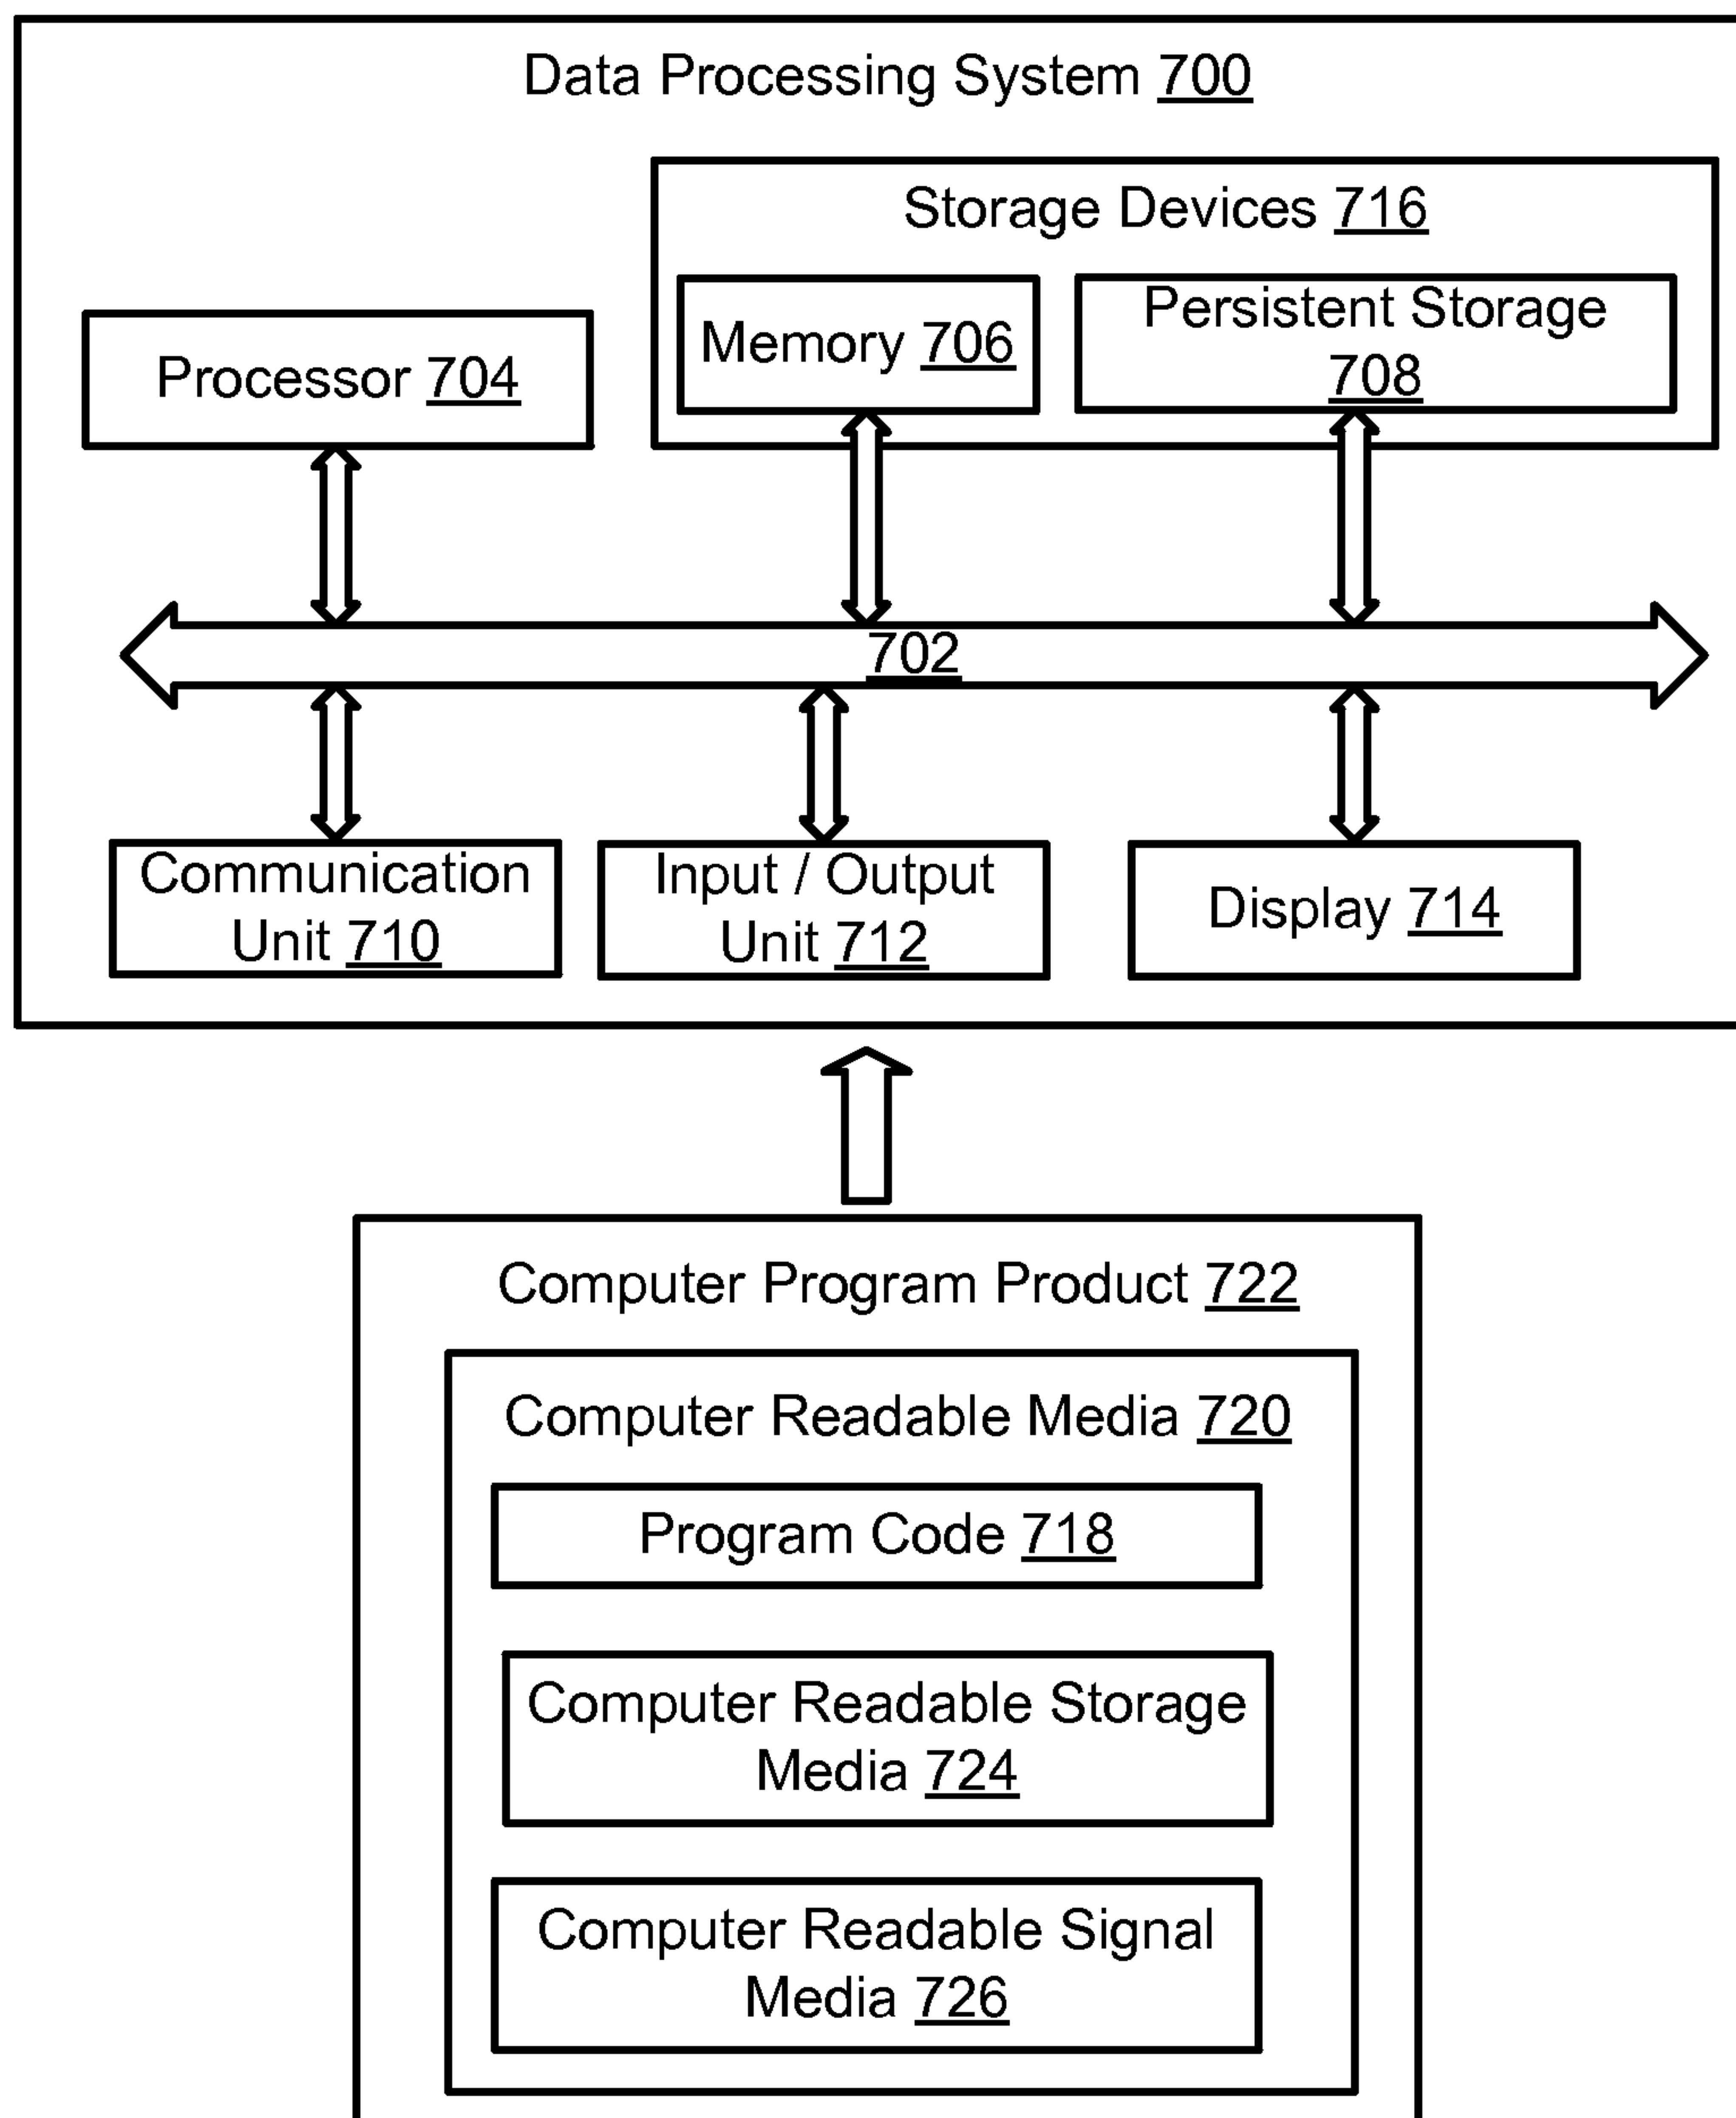 Data Processing System 700
Storage Devices 716
Processor 704
Memory 706
Persistent Storage
708
702
Communication
Unit 710
Input / Output
Unit 712
Display 714
Computer Program Product 722
Computer Readable Media 720
Program Code 718
Computer Readable Storage
Media 724
Computer Readable Signal
Media 726